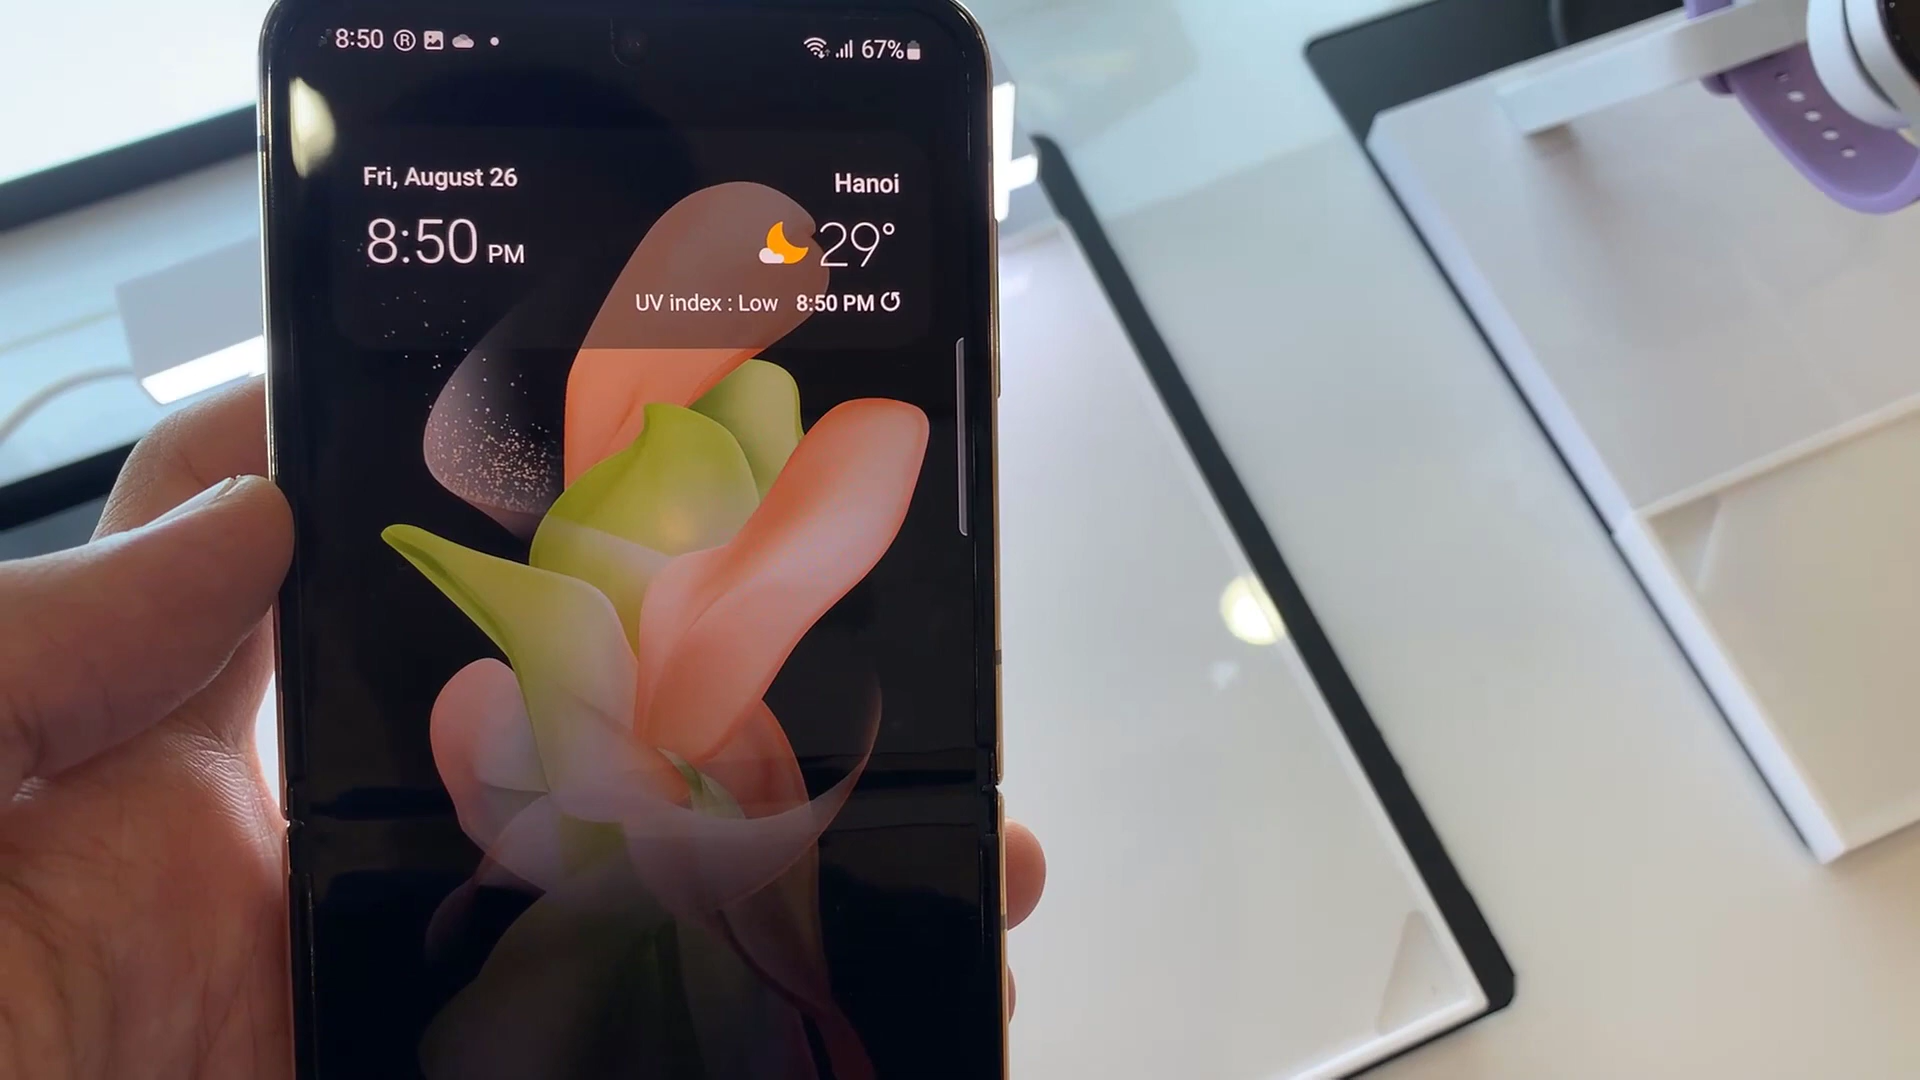 8:50 ® 67%
Fri, August 26
Hanoi
8:50 PM
29°
UV index : Low 8:50 PM